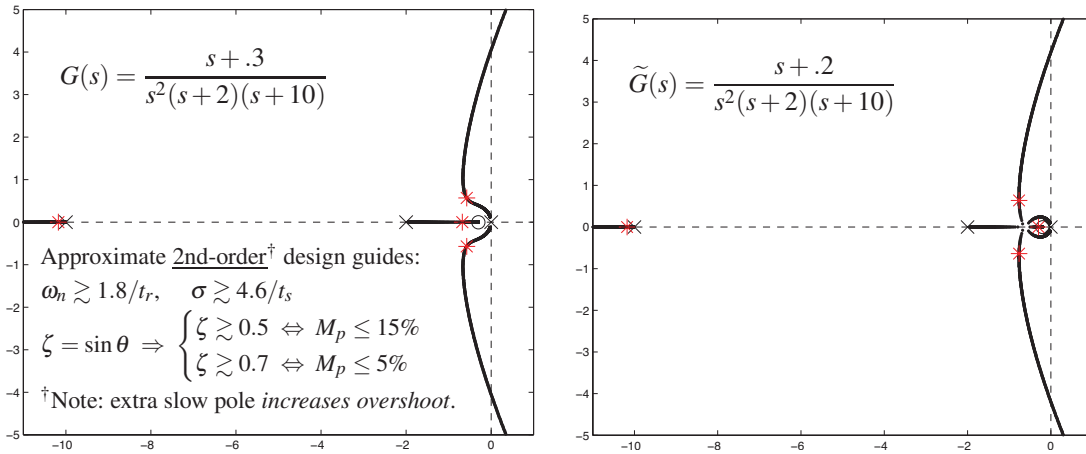 5
4
3
2
1
0
−1
−2
−3
−4
−5
−10 −8 −6 −4 −2 0
G(s) = s + .3 / s²(s + 2)(s + 10)
Approximate 2nd-order† design guides:
ωn ≳ 1.8/tr, σ ≳ 4.6/ts
ζ = sin θ ⇒ { ζ ≳ 0.5 ⇔ Mp ≤ 15%
ζ ≳ 0.7 ⇔ Mp ≤ 5%
†Note: extra slow pole increases overshoot.
5
4
3
2
1
0
−1
−2
−3
−4
−5
−10 −8 −6 −4 −2 0
G̃(s) = s + .2 / s²(s + 2)(s + 10)